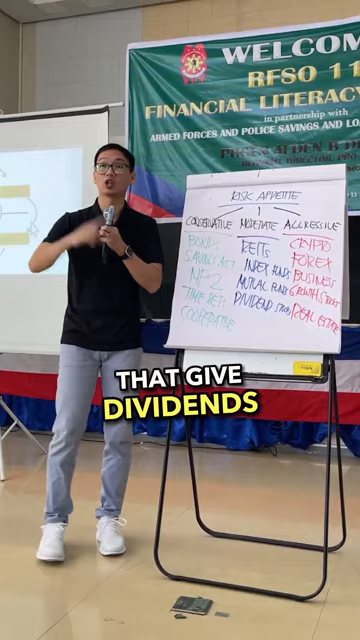 WELCOM
RFSO 11
FINANCIAL LITERACY
in partnership with
ARMED FORCES AND POLICE SAVINGS AND LOA
RISK APPETITE
CONSERVATIVE MODERATE AGGRESSIVE
BONDS
SAVINGS ACCT
MP2
TIME DEP.
COOPERATIVE
REITs
INDEX FUNDS
MUTUAL FUNDS
DIVIDEND STOCKS
CRYPTO
FOREX
BUSINESS
GROWTH STOCKS
REAL ESTATE
THAT GIVE
DIVIDENDS